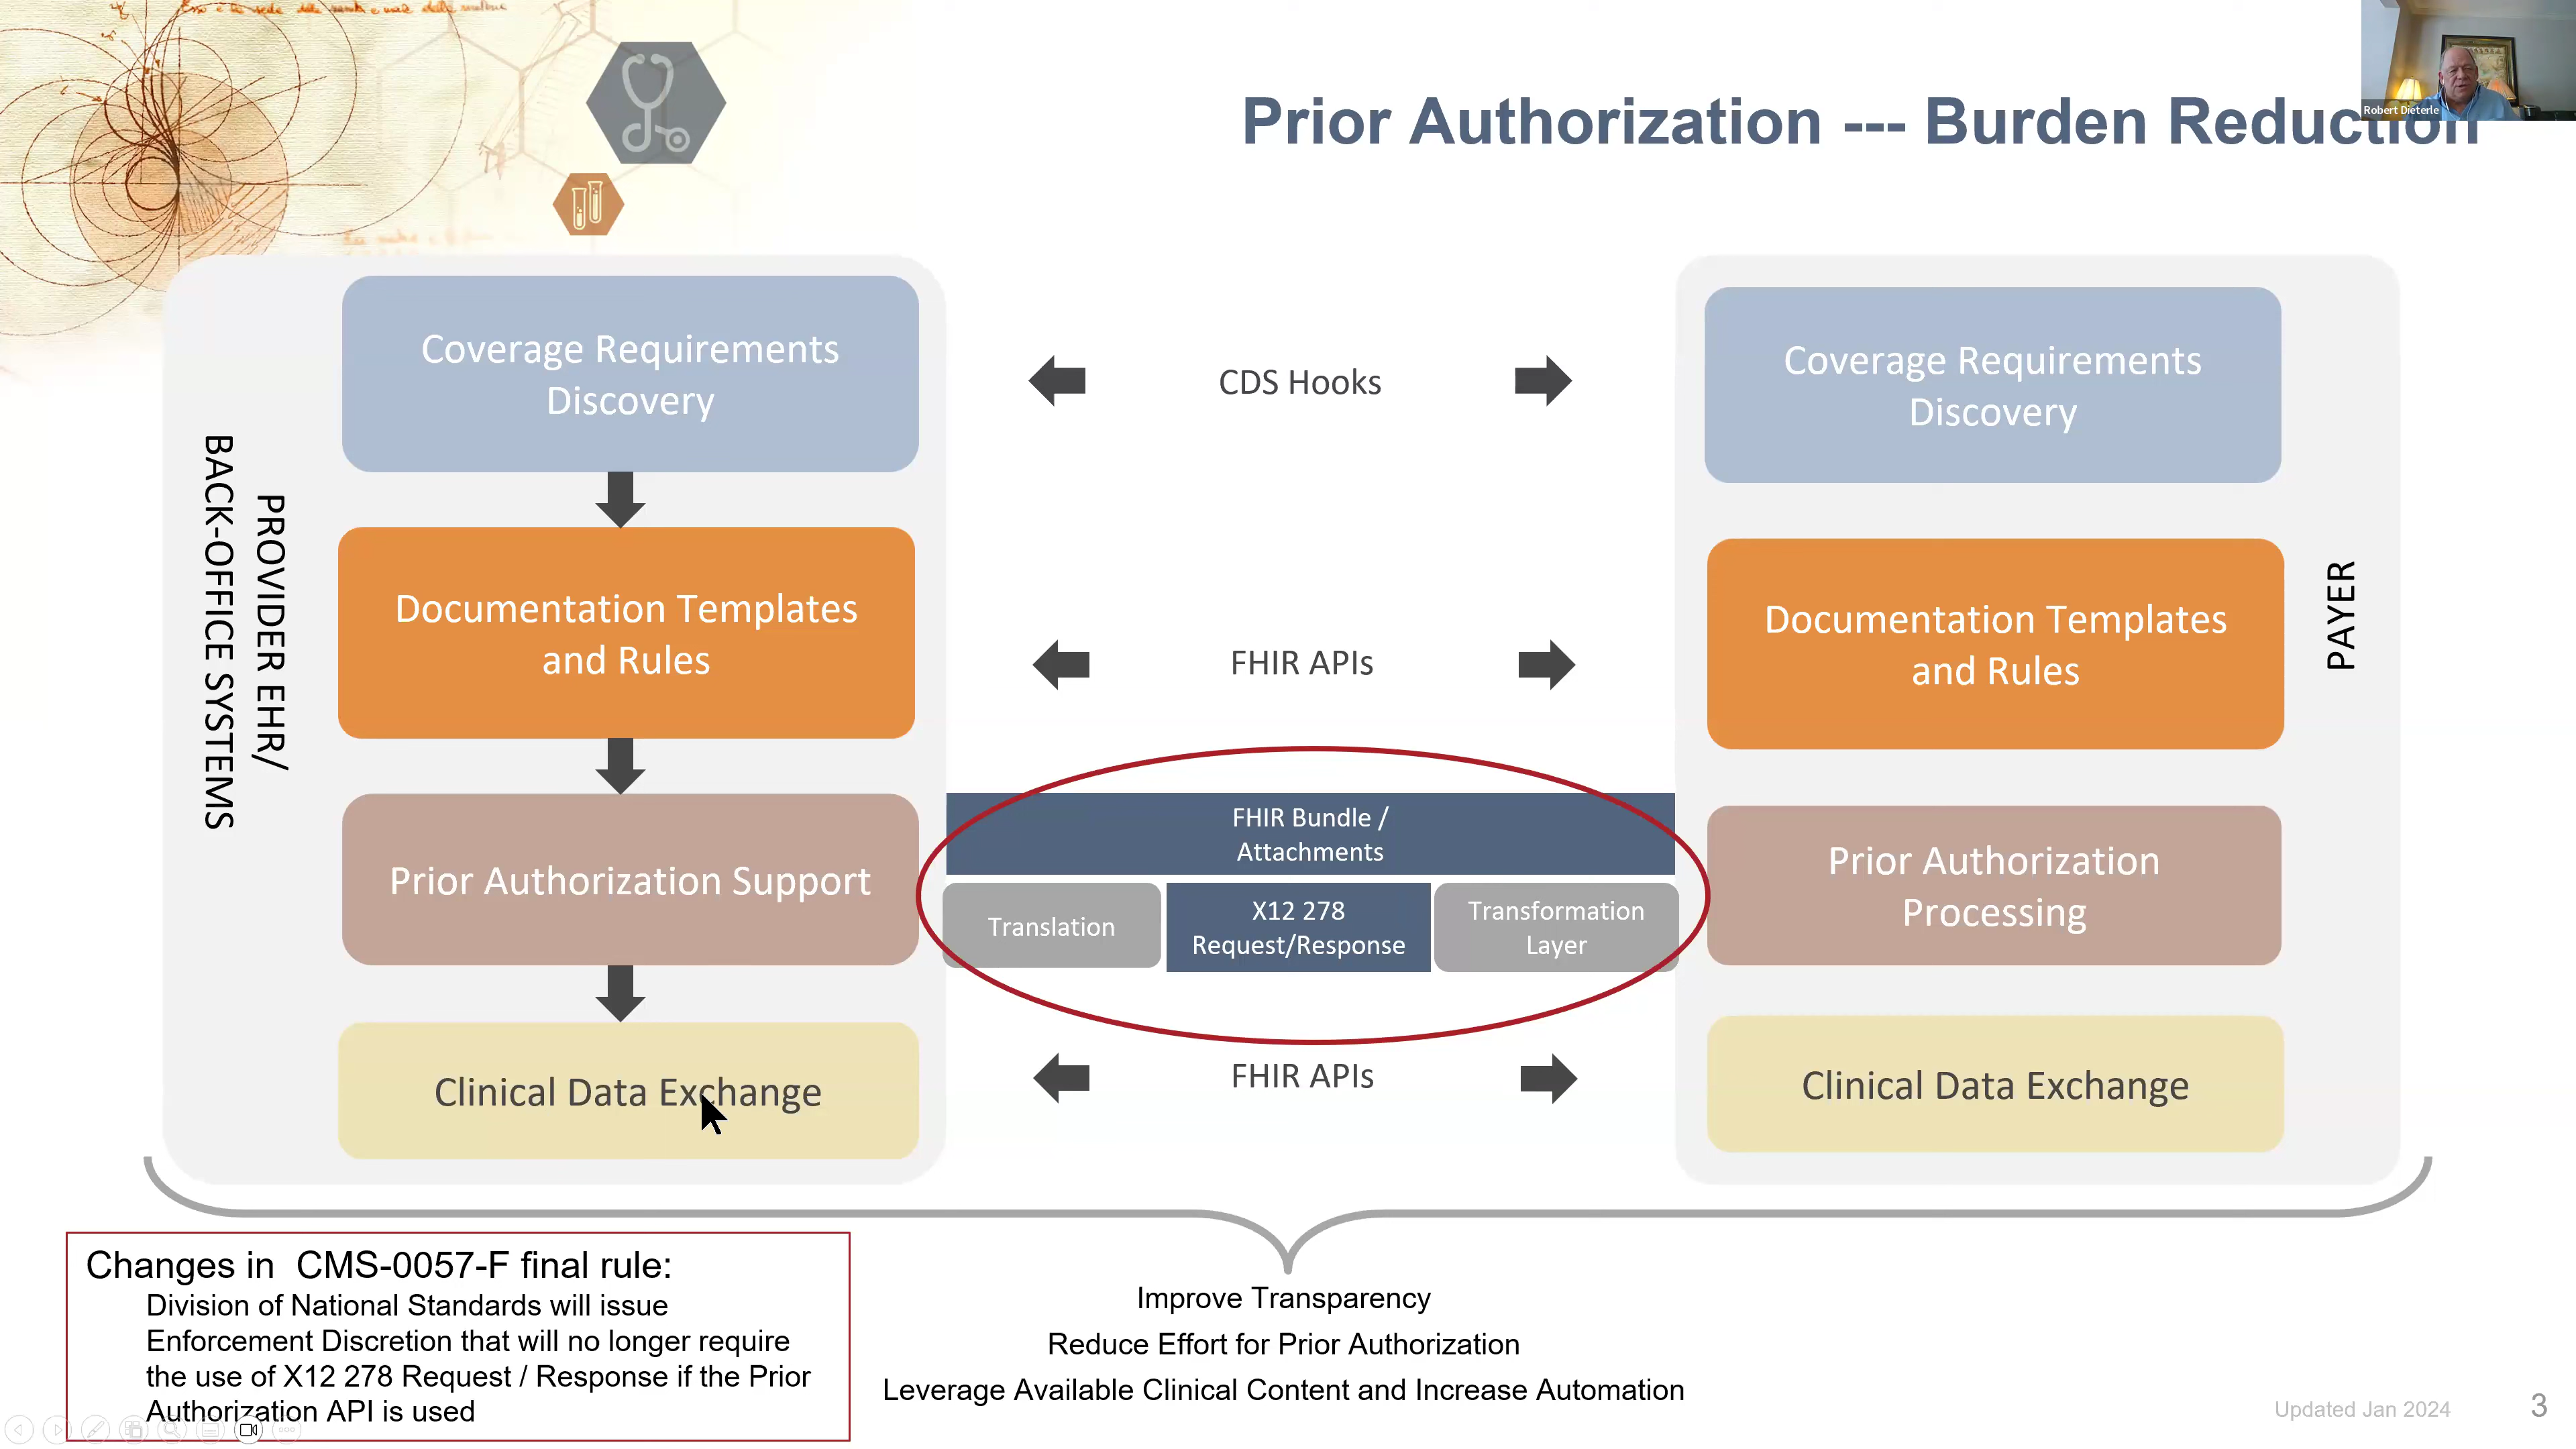 Prior Authorization --- Burden Reduction
Robert Dieterle
PROVIDER EHR/
BACK-OFFICE SYSTEMS
Coverage Requirements
Discovery
CDS Hooks
Coverage Requirements
Discovery
Documentation Templates
and Rules
FHIR APIs
Documentation Templates
and Rules
PAYER
Prior Authorization Support
FHIR Bundle /
Attachments
Translation
X12 278
Request/Response
Transformation
Layer
Prior Authorization
Processing
Clinical Data Exchange
FHIR APIs
Clinical Data Exchange
Changes in  CMS-0057-F final rule:
Division of National Standards will issue
Enforcement Discretion that will no longer require
the use of X12 278 Request / Response if the Prior
Authorization API is used
Improve Transparency
Reduce Effort for Prior Authorization
Leverage Available Clinical Content and Increase Automation
Updated Jan 2024
3